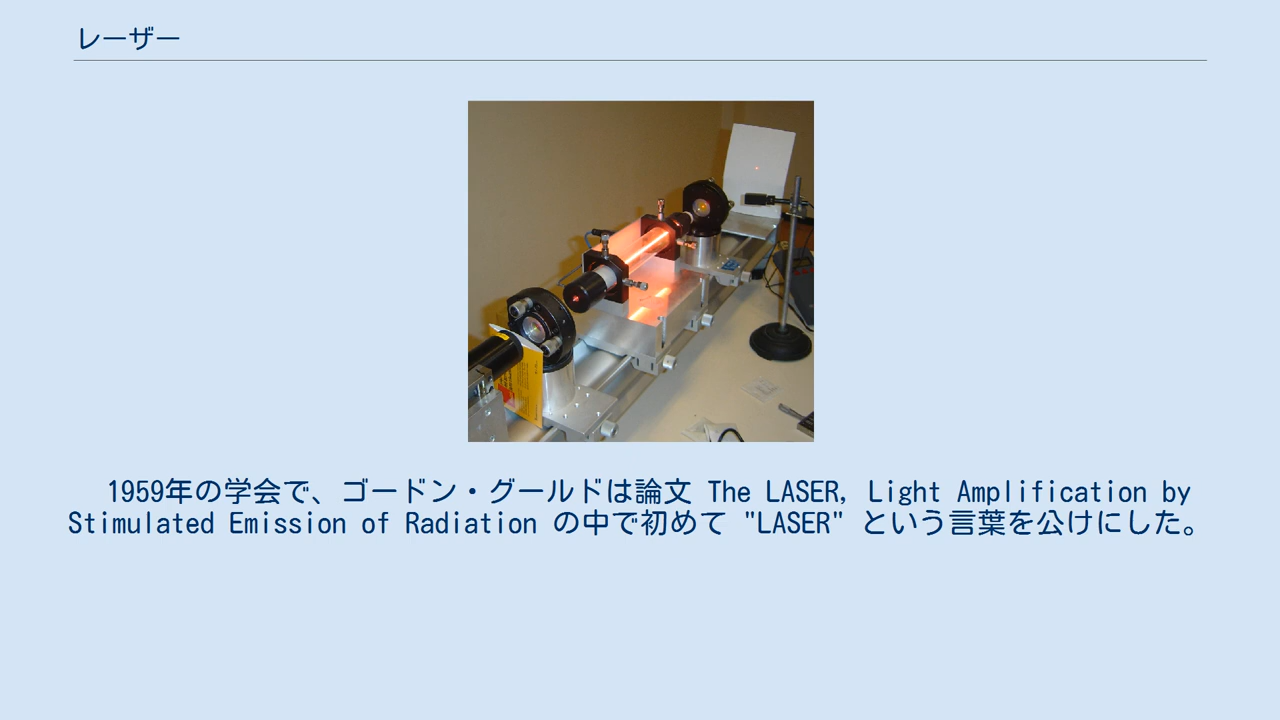 レーザー
1959年の学会で、ゴードン・グールドは論文 The LASER, Light Amplification by
Stimulated Emission of Radiation の中で初めて "LASER" という言葉を公けにした。